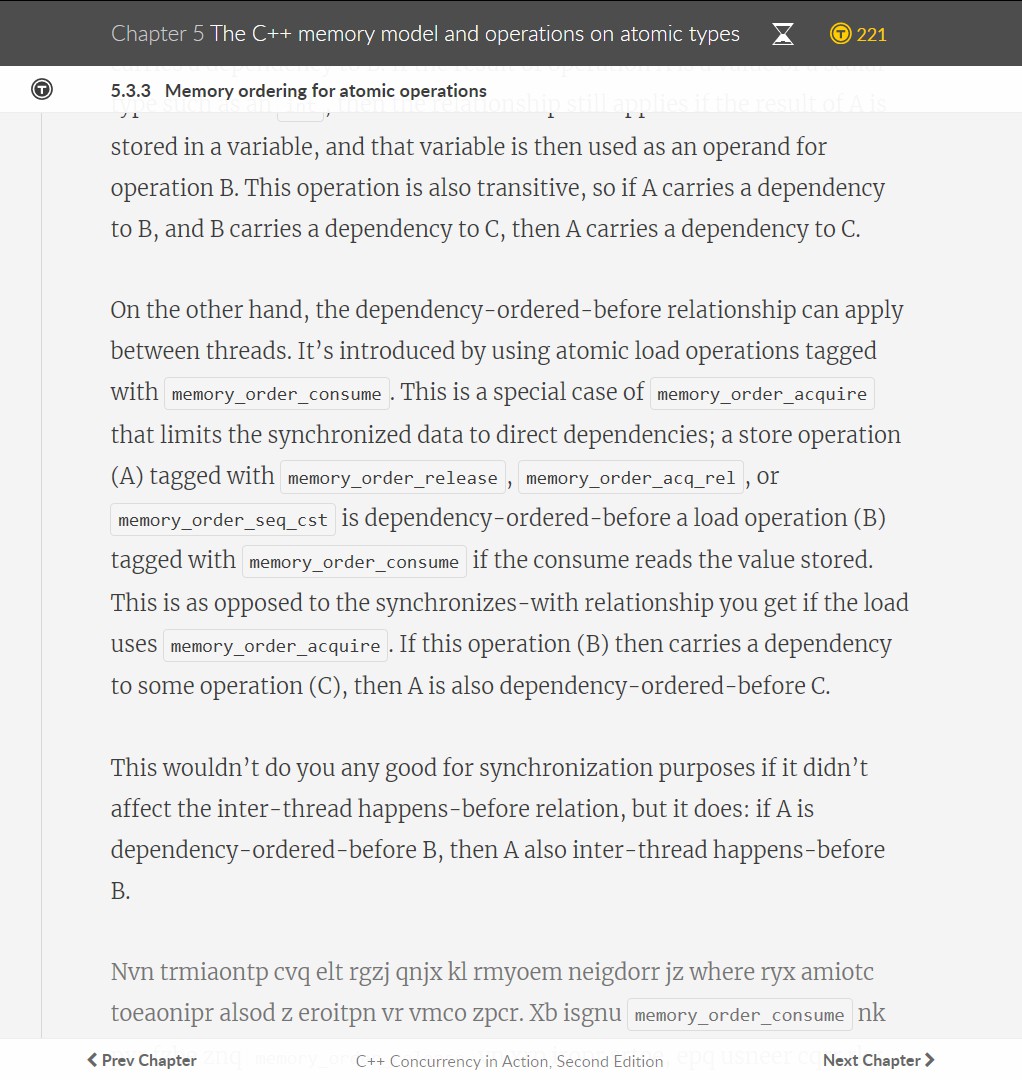 Chapter 5 The C++ memory model and operations on atomic types 221
5.3.3 Memory ordering for atomic operations
then the relationship still applies if the result of A is
stored in a variable, and that variable is then used as an operand for
operation B. This operation is also transitive, so if A carries a dependency
to B, and B carries a dependency to C, then A carries a dependency to C.
On the other hand, the dependency-ordered-before relationship can apply
between threads. It’s introduced by using atomic load operations tagged
with memory_order_consume. This is a special case of memory_order_acquire
that limits the synchronized data to direct dependencies; a store operation
(A) tagged with memory_order_release, memory_order_acq_rel, or
memory_order_seq_cst is dependency-ordered-before a load operation (B)
tagged with memory_order_consume if the consume reads the value stored.
This is as opposed to the synchronizes-with relationship you get if the load
uses memory_order_acquire. If this operation (B) then carries a dependency
to some operation (C), then A is also dependency-ordered-before C.
This wouldn’t do you any good for synchronization purposes if it didn’t
affect the inter-thread happens-before relation, but it does: if A is
dependency-ordered-before B, then A also inter-thread happens-before
B.
Nvn trmiaontp cvq elt rgzj qnjx kl rmyoem neigdorr jz where ryx amiotc
toeaonipr alsod z eroitpn vr vmco zpcr. Xb isgnu memory_order_consume nk
Prev Chapter C++ Concurrency in Action, Second Edition Next Chapter